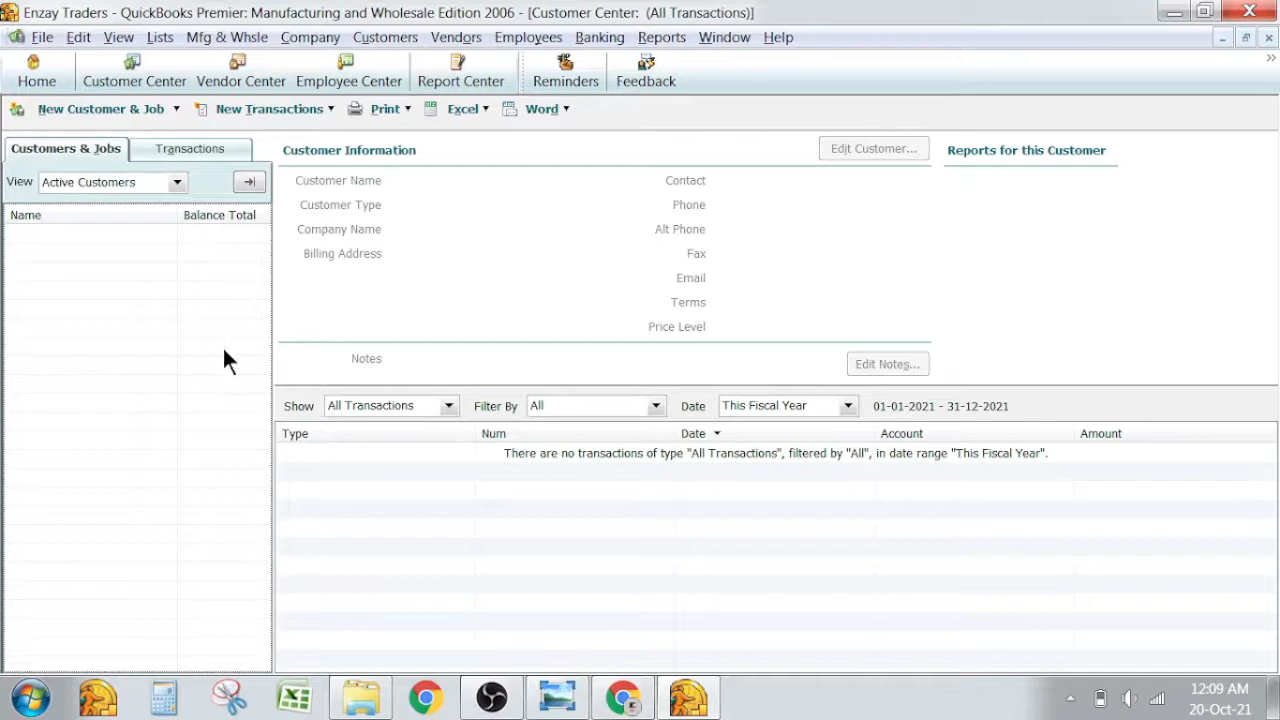 Enzay Traders - QuickBooks Premier: Manufacturing and Wholesale Edition 2006 - [Customer Center: (All Transactions)]
File Edit View Lists Mfg & Whsle Company Customers Vendors Employees Banking Reports Window Help
Home Customer Center Vendor Center Employee Center Report Center Reminders Feedback
New Customer & Job New Transactions Print Excel Word
Customers & Jobs Transactions
View Active Customers
Name Balance Total
Customer Information Edit Customer... Reports for this Customer
Customer Name Contact
Customer Type Phone
Company Name Alt Phone
Billing Address Fax
Email
Terms
Price Level
Notes Edit Notes...
Show All Transactions Filter By All Date This Fiscal Year 01-01-2021 - 31-12-2021
Type Num Date Account Amount
There are no transactions of type "All Transactions", filtered by "All", in date range "This Fiscal Year".
12:09 AM
20-Oct-21